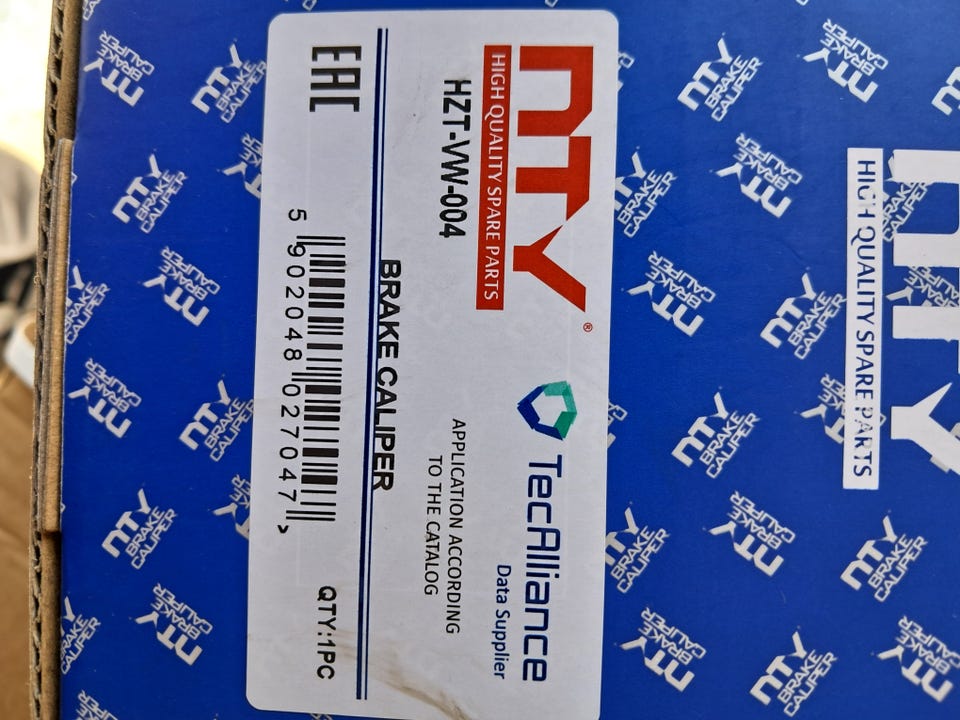 NTY®
HIGH QUALITY SPARE PARTS
TecAlliance
Data Supplier
HZT-VW-004
APPLICATION ACCORDING
TO THE CATALOG
BRAKE CALIPER
EAC
5 902048 027047 >
QTY:1PC
NTY
HIGH QUALITY SPARE PARTS
NTY
BRAKE
CALIPER